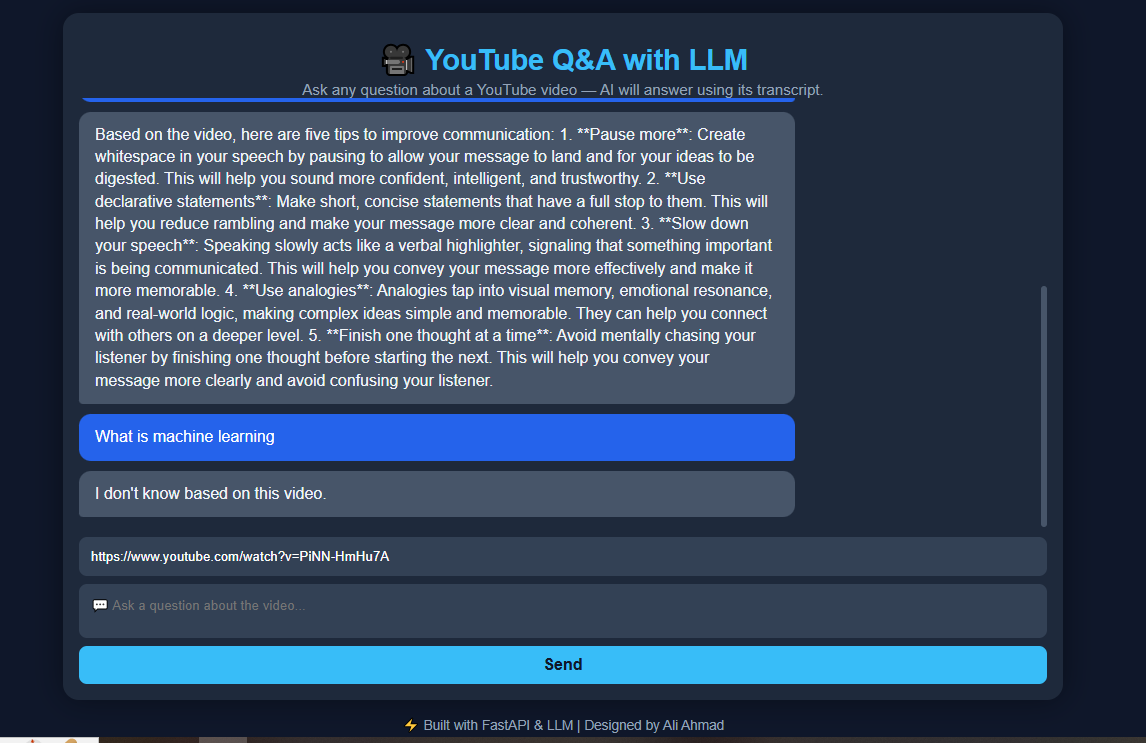 YouTube Q&A with LLM
Ask any question about a YouTube video — AI will answer using its transcript.
Based on the video, here are five tips to improve communication: 1. **Pause more**: Create
whitespace in your speech by pausing to allow your message to land and for your ideas to be
digested. This will help you sound more confident, intelligent, and trustworthy. 2. **Use
declarative statements**: Make short, concise statements that have a full stop to them. This will
help you reduce rambling and make your message more clear and coherent. 3. **Slow down
your speech**: Speaking slowly acts like a verbal highlighter, signaling that something important
is being communicated. This will help you convey your message more effectively and make it
more memorable. 4. **Use analogies**: Analogies tap into visual memory, emotional resonance,
and real-world logic, making complex ideas simple and memorable. They can help you connect
with others on a deeper level. 5. **Finish one thought at a time**: Avoid mentally chasing your
listener by finishing one thought before starting the next. This will help you convey your
message more clearly and avoid confusing your listener.
What is machine learning
I don't know based on this video.
https://www.youtube.com/watch?v=PiNN-HmHu7A
💬 Ask a question about the video...
Send
⚡ Built with FastAPI & LLM | Designed by Ali Ahmad